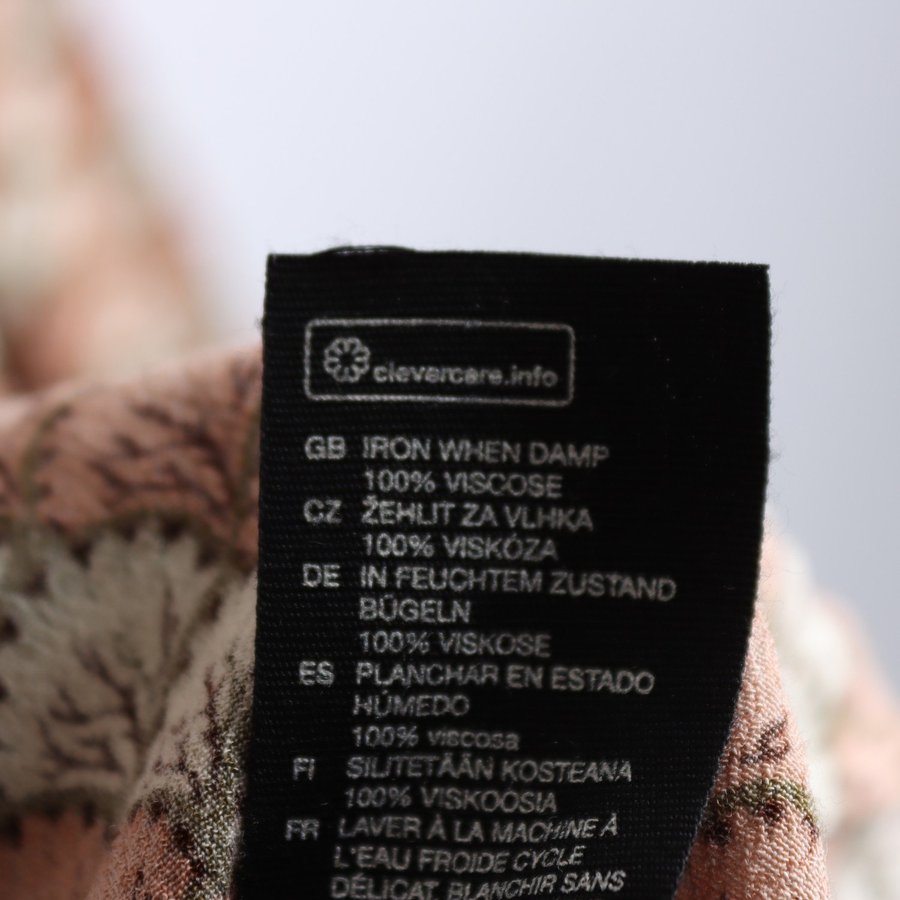 clevercare.info
GB IRON WHEN DAMP
100% VISCOSE
CZ ŽEHLIT ZA VLHKA
100% VISKÓZA
DE IN FEUCHTEM ZUSTAND
BÜGELN
100% VISKOSE
ES PLANCHAR EN ESTADO
HÚMEDO
100% viscosa
FI SILITETÄÄN KOSTEANA
100% VISKOOSIA
FR LAVER À LA MACHINE À
L'EAU FROIDE CYCLE
DÉLICAT, BLANCHIR SANS